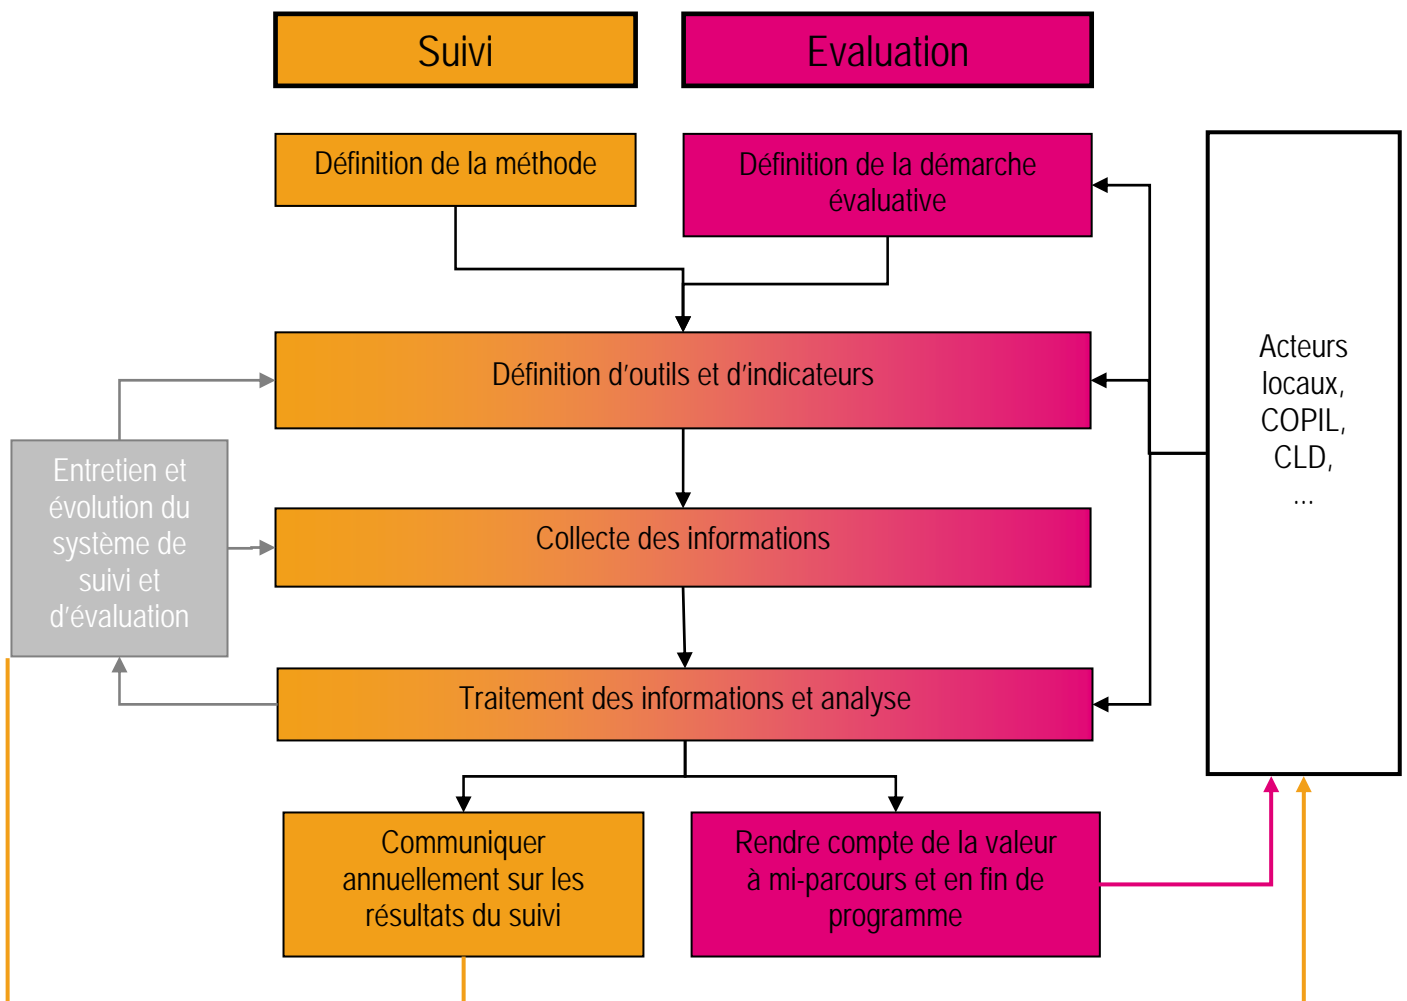 Suivi
Evaluation
Définition de la méthode
Définition de la démarche
évaluative
Définition d'outils et d'indicateurs
Acteurs
locaux,
COPIL,
CLD,
...
Entretien et
évolution du
système de
suivi et
d'évaluation
Collecte des informations
Traitement des informations et analyse
Communiquer
annuellement sur les
résultats du suivi
Rendre compte de la valeur
à mi-parcours et en fin de
programme